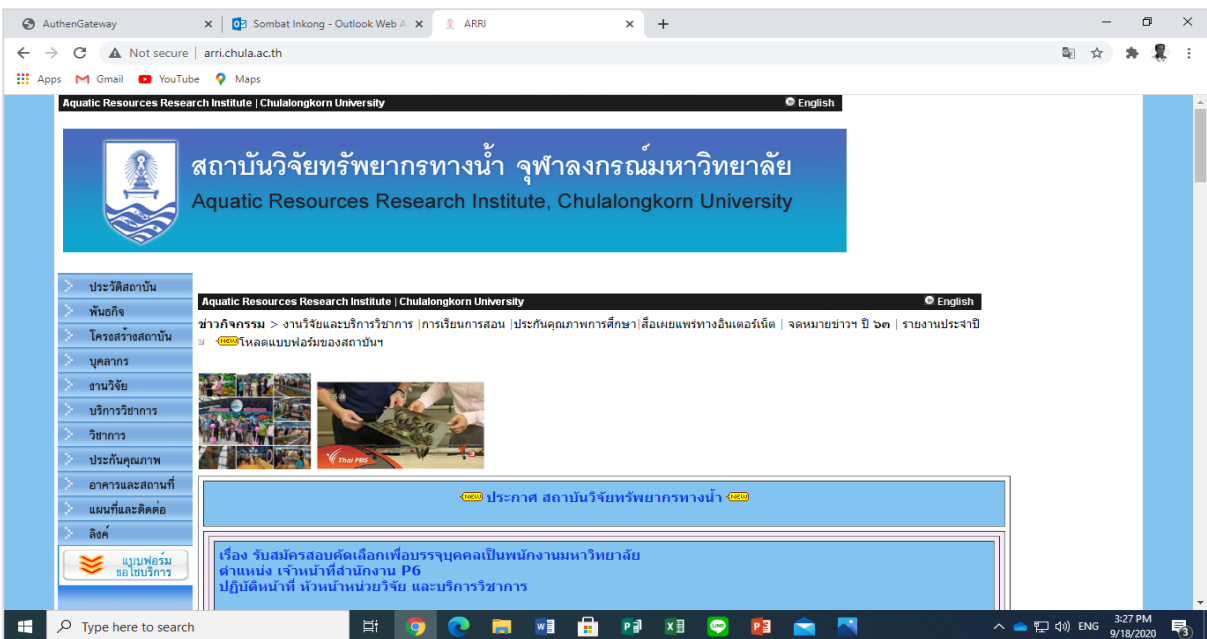 AuthenGateway
Sombat Inkong - Outlook Web A
ARRI
Not secure | arri.chula.ac.th
Apps Gmail YouTube Maps
Aquatic Resources Research Institute | Chulalongkorn University English
สถาบันวิจัยทรัพยากรทางน้ำ จุฬาลงกรณ์มหาวิทยาลัย
Aquatic Resources Research Institute, Chulalongkorn University
ประวัติสถาบัน
พันธกิจ
โครงสร้างสถาบัน
บุคลากร
งานวิจัย
บริการวิชาการ
วิชาการ
ประกันคุณภาพ
อาคารและสถานที่
แผนที่และติดต่อ
ลิงค์
แบบฟอร์ม
ขอใช้บริการ
Aquatic Resources Research Institute | Chulalongkorn University English
ข่าวกิจกรรม > งานวิจัยและบริการวิชาการ |การเรียนการสอน |ประกันคุณภาพการศึกษา|สื่อเผยแพร่ทางอินเตอร์เน็ต | จดหมายข่าวฯ ปี ๖๓ | รายงานประจำปี
NEW โหลดแบบฟอร์มของสถาบันฯ
Thai PBS
NEW ประกาศ สถาบันวิจัยทรัพยากรทางน้ำ NEW
เรื่อง รับสมัครสอบคัดเลือกเพื่อบรรจุบุคคลเป็นพนักงานมหาวิทยาลัย
ตำแหน่ง เจ้าหน้าที่สำนักงาน P6
ปฏิบัติหน้าที่ หัวหน้าหน่วยวิจัย และบริการวิชาการ
Type here to search
ENG
3:27 PM
9/18/2020
3